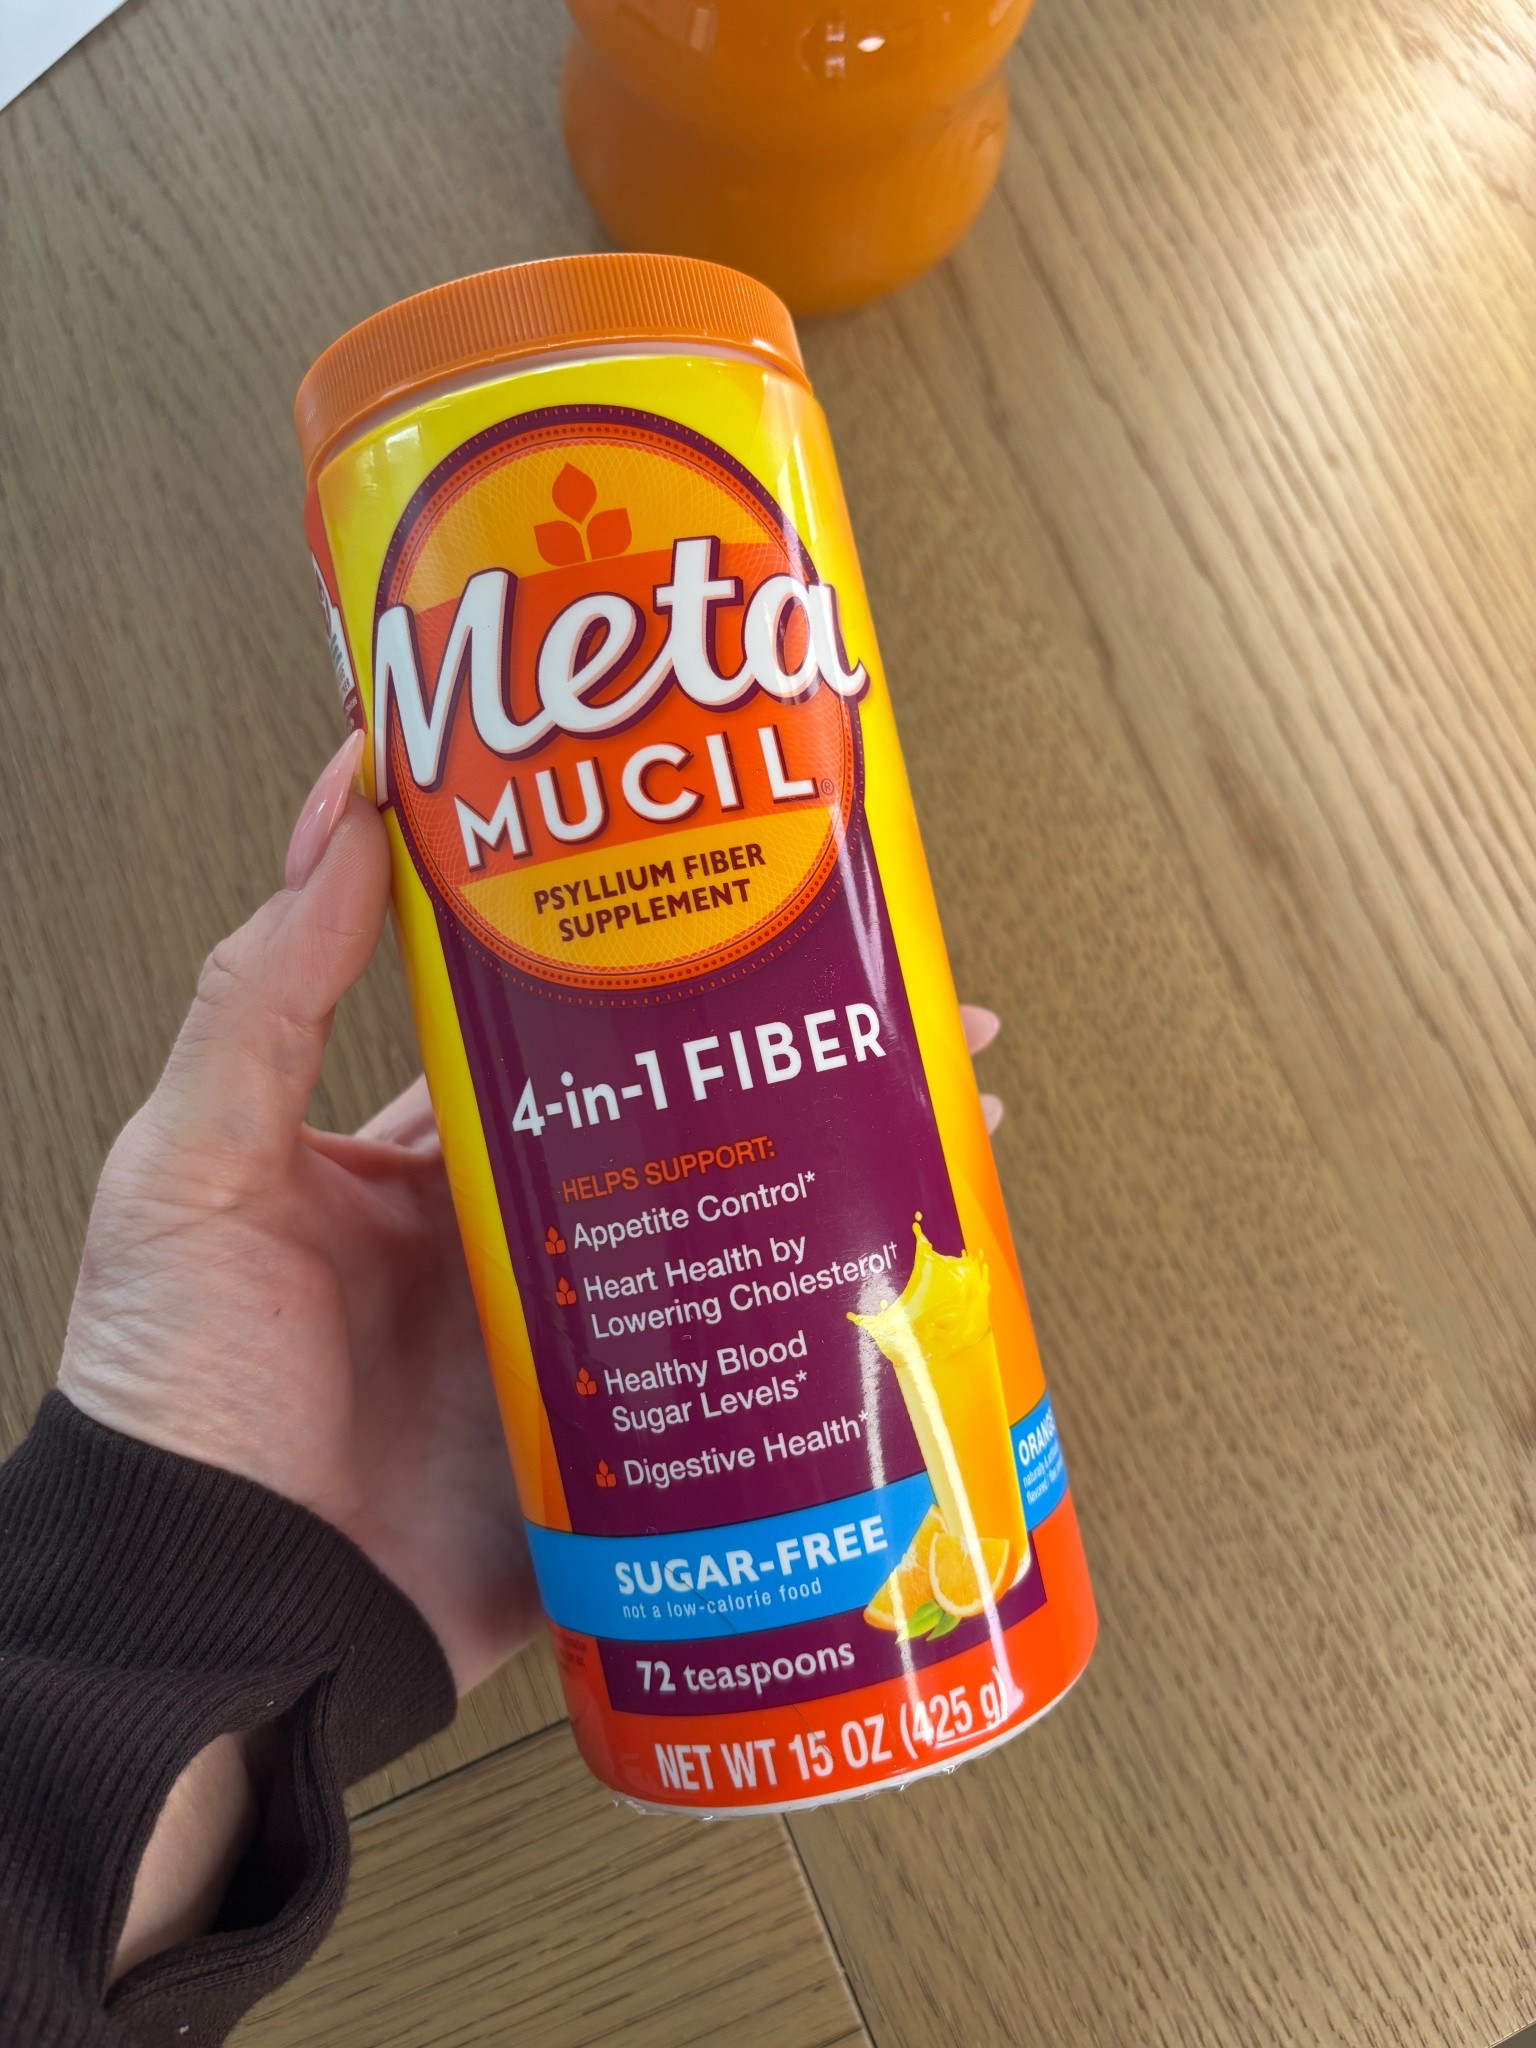 Meta
MUCIL®
PSYLLIUM FIBER
SUPPLEMENT
4-in-1 FIBER
HELPS SUPPORT:
Appetite Control*
Heart Health by
Lowering Cholesterol†
Healthy Blood
Sugar Levels*
Digestive Health*
SUGAR-FREE
not a low-calorie food
72 teaspoons
NET WT 15 OZ (425 g)